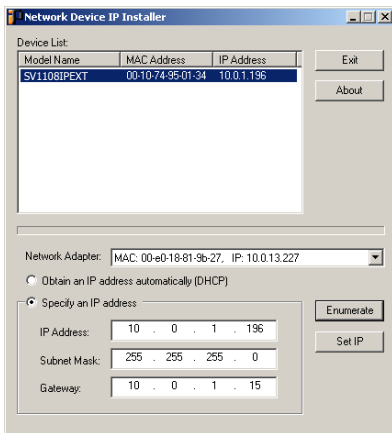 Network Device IP Installer
Device List:
Model Name MAC Address IP Address
SV1108IPEXT 00-10-74-95-01-34 10.0.1.196
Exit
About
Network Adapter: MAC: 00-e0-18-81-9b-27, IP: 10.0.13.227
Obtain an IP address automatically (DHCP)
Specify an IP address
IP Address: 10 . 0 . 1 . 196
Subnet Mask: 255 . 255 . 255 . 0
Gateway: 10 . 0 . 1 . 15
Enumerate
Set IP